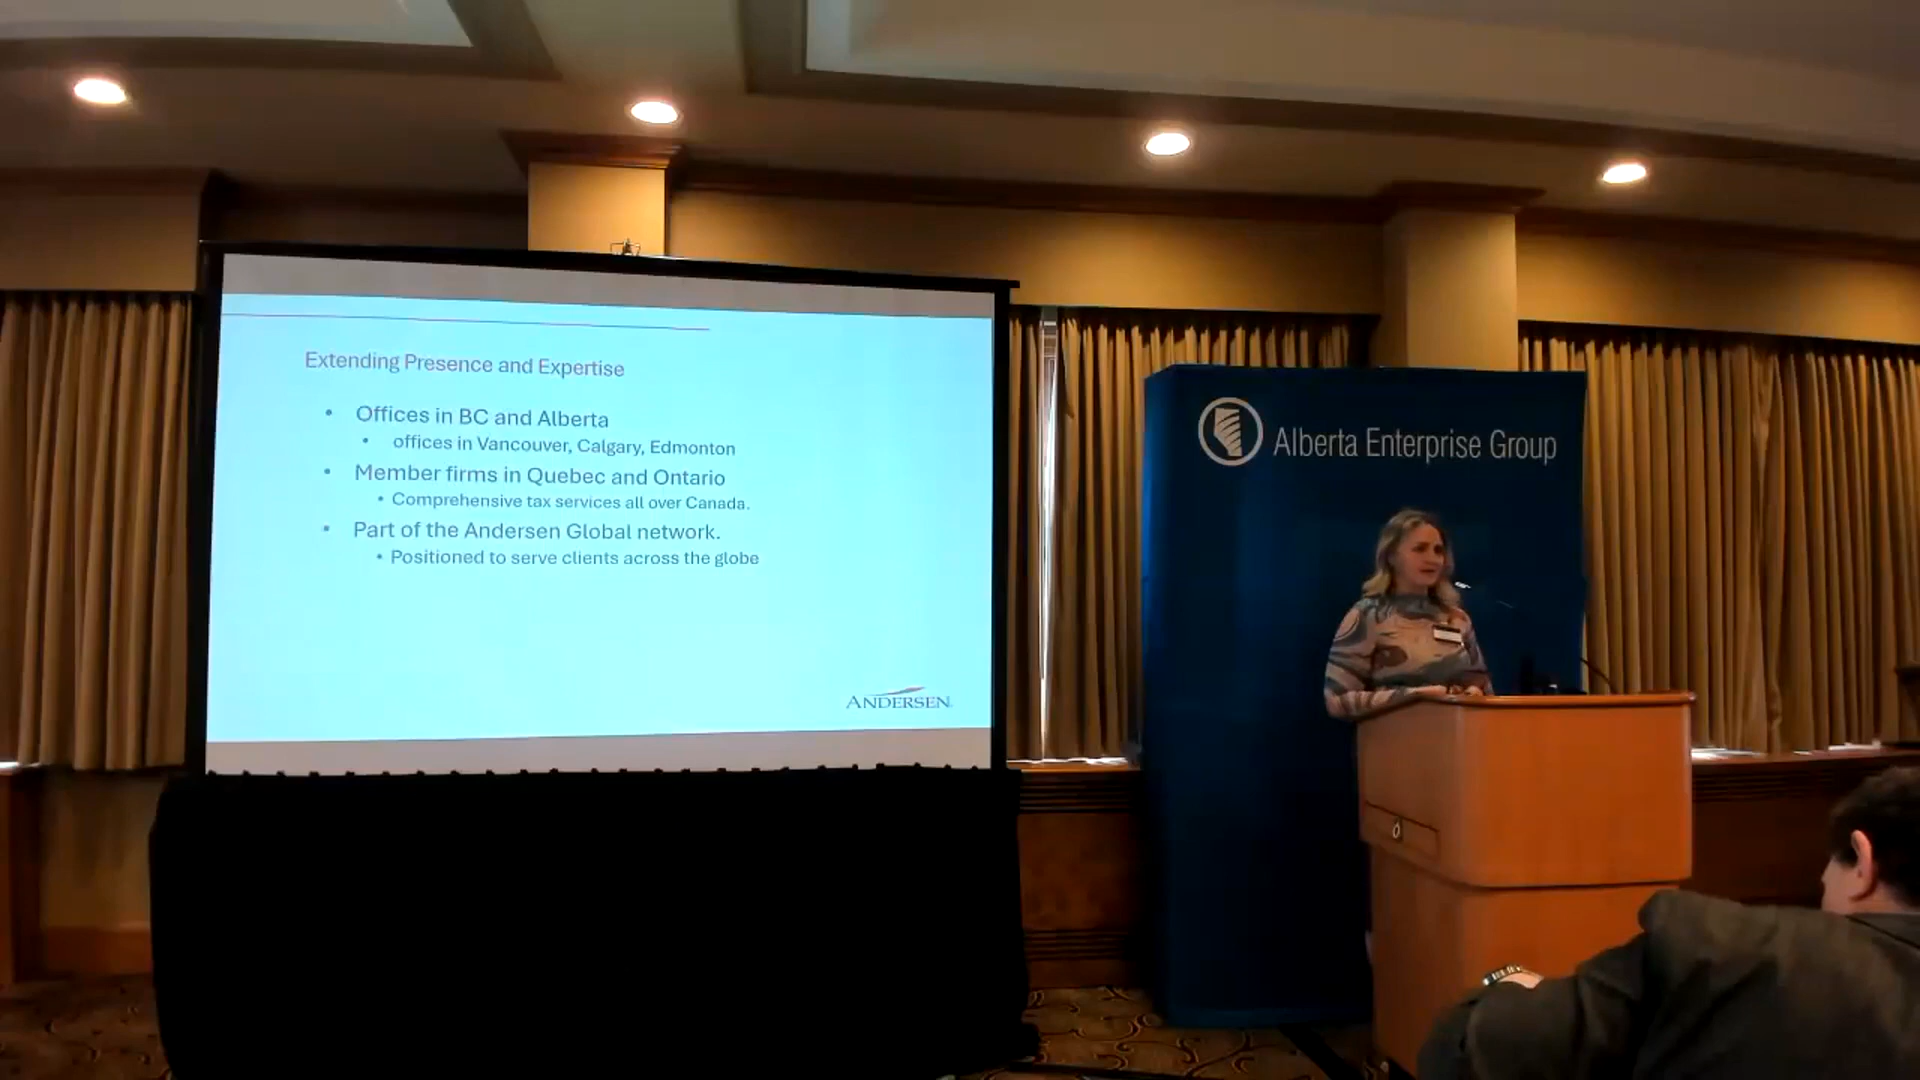 Extending Presence and Expertise
• Offices in BC and Alberta
• offices in Vancouver, Calgary, Edmonton
• Member firms in Quebec and Ontario
• Comprehensive tax services all over Canada.
• Part of the Andersen Global network.
• Positioned to serve clients across the globe
ANDERSEN
Alberta Enterprise Group